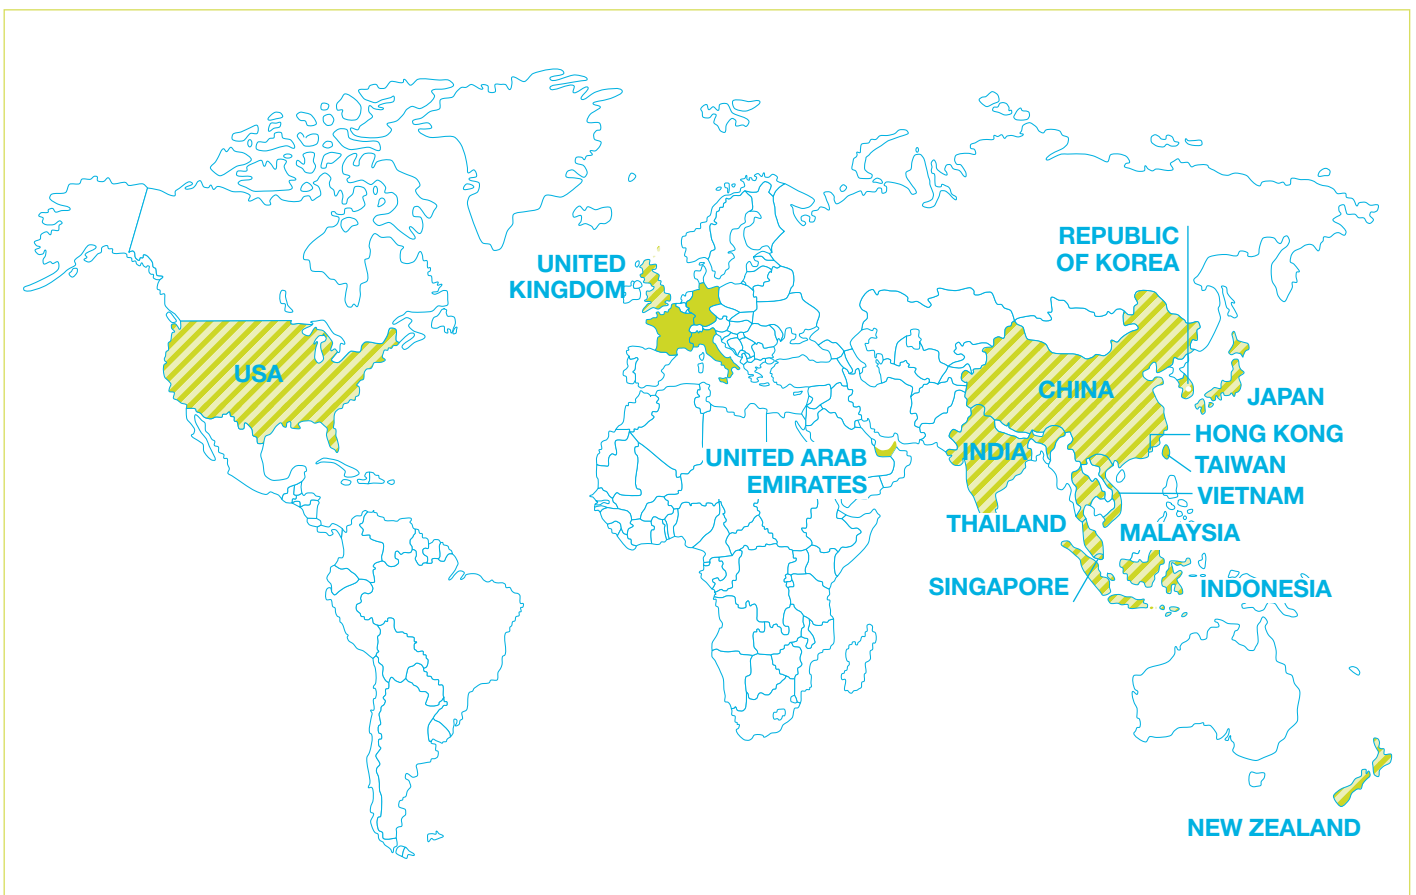 REPUBLIC
OF KOREA
UNITED
KINGDOM
USA
CHINA
JAPAN
HONG KONG
INDIA
UNITED ARAB
EMIRATES
TAIWAN
VIETNAM
THAILAND
MALAYSIA
SINGAPORE
INDONESIA
NEW ZEALAND